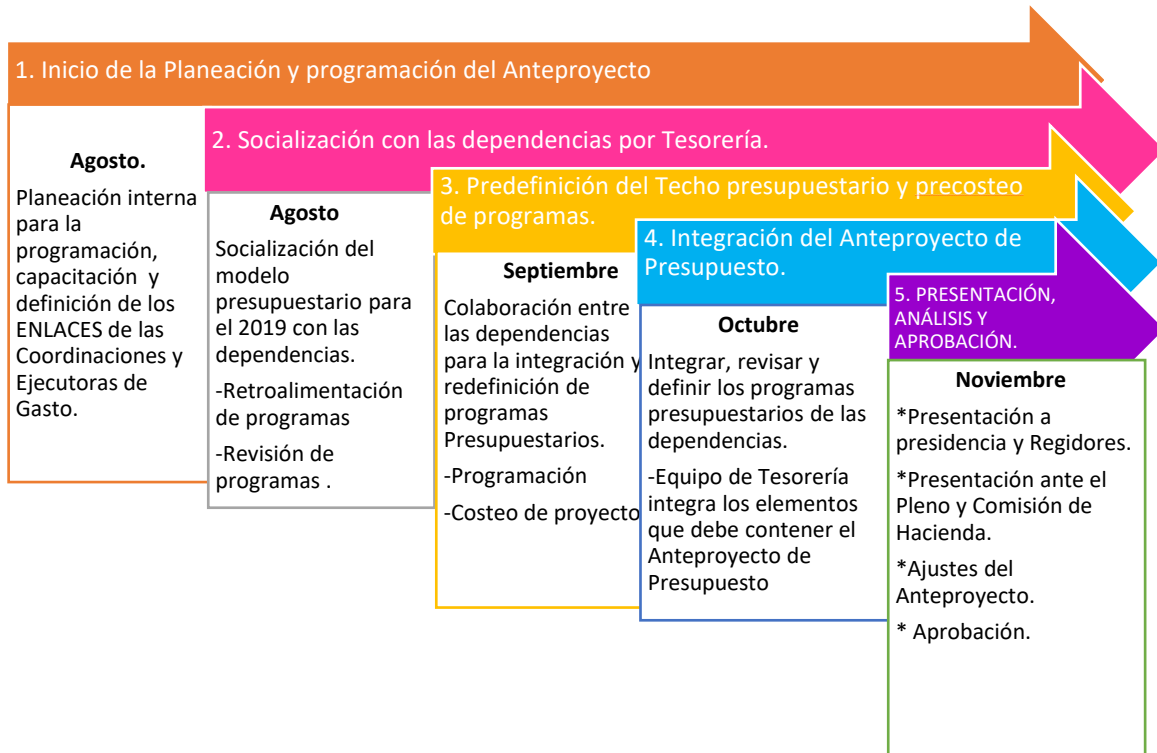 1. Inicio de la Planeación y programación del Anteproyecto
Agosto.
Planeación interna
para la
programación,
capacitación y
definición de los
ENLACES de las
Coordinaciones y
Ejecutoras de
Gasto.
2. Socialización con las dependencias por Tesorería.
Agosto
Socialización del
modelo
presupuestario para
el 2019 con las
dependencias.
-Retroalimentación
de programas
-Revisión de
programas .
3. Predefinición del Techo presupuestario y precosteo
de programas.
Septiembre
Colaboración entre
las dependencias
para la integración y
redefinición de
programas
Presupuestarios.
-Programación
-Costeo de proyecto
4. Integración del Anteproyecto de
Presupuesto.
Octubre
Integrar, revisar y
definir los programas
presupuestarios de las
dependencias.
-Equipo de Tesorería
integra los elementos
que debe contener el
Anteproyecto de
Presupuesto
5. PRESENTACIÓN,
ANÁLISIS Y
APROBACIÓN.
Noviembre
*Presentación a
presidencia y Regidores.
*Presentación ante el
Pleno y Comisión de
Hacienda.
*Ajustes del
Anteproyecto.
* Aprobación.